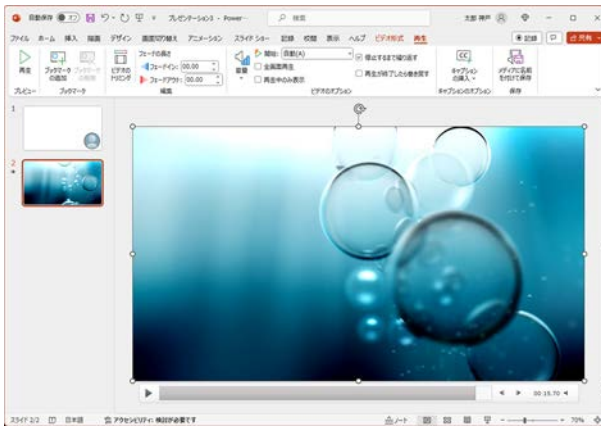 自動保存 オフ プレゼンテーション3 - Power… 検索 太郎 神戸
ファイル ホーム 挿入 描画 デザイン 画面切り替え アニメーション スライド ショー 記録 校閲 表示 ヘルプ ビデオ形式 再生 記録 共有
再生 ブックマークの追加 ブックマークの削除 ビデオのトリミング フェードの長さ 音量 開始: 自動(A) 停止するまで繰り返す キャプションの挿入 メディアに名前を付けて保存
フェードイン: 00.00 全画面再生 再生が終了したら巻き戻す
フェードアウト: 00.00 再生中のみ表示
プレビュー ブックマーク 編集 ビデオのオプション キャプションのオプション 保存
1
2
00:15.70
スライド 2/2 日本語 アクセシビリティ: 検討が必要です ノート 70%